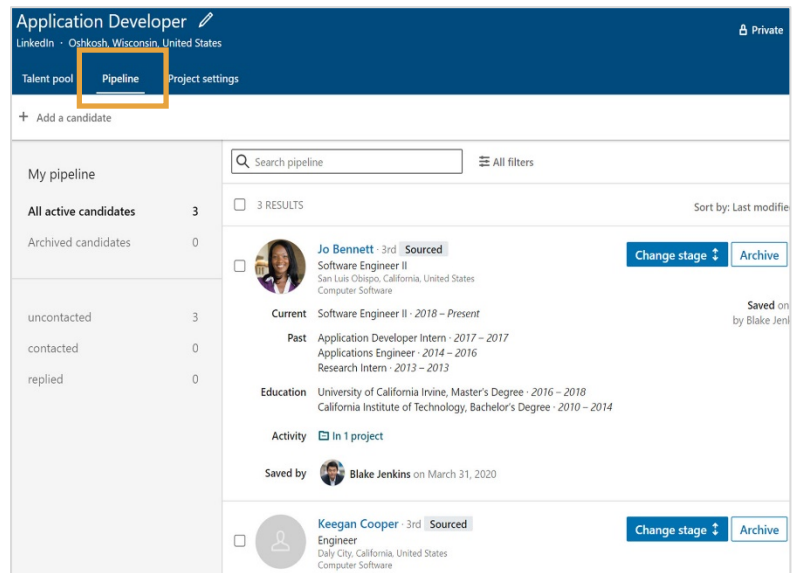 Application Developer
LinkedIn · Oshkosh, Wisconsin, United States
Private
Talent pool Pipeline Project settings
+ Add a candidate
My pipeline
All active candidates 3
Archived candidates 0
uncontacted 3
contacted 0
replied 0
Search pipeline All filters
3 RESULTS Sort by: Last modifie
Jo Bennett · 3rd Sourced
Change stage Archive
Software Engineer II
San Luis Obispo, California, United States
Computer Software
Saved on
by Blake Jenk
Current Software Engineer II · 2018 – Present
Past Application Developer Intern · 2017 – 2017
Applications Engineer · 2014 – 2016
Research Intern · 2013 – 2013
Education University of California Irvine, Master's Degree · 2016 – 2018
California Institute of Technology, Bachelor's Degree · 2010 – 2014
Activity In 1 project
Saved by Blake Jenkins on March 31, 2020
Keegan Cooper · 3rd Sourced
Change stage Archive
Engineer
Daly City, California, United States
Computer Software